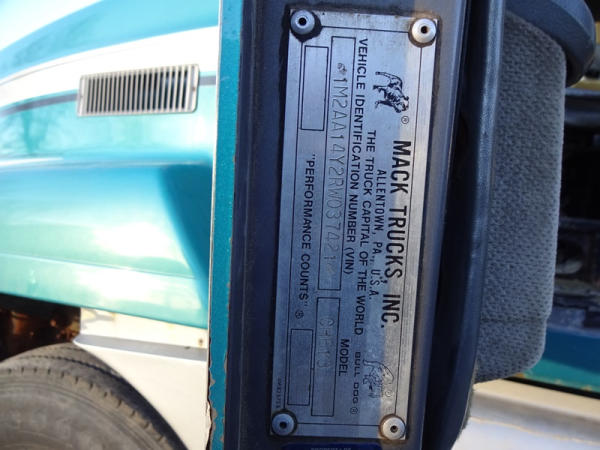 MACK TRUCKS INC.
ALLENTOWN, PA., U.S.A.
THE TRUCK CAPITAL OF THE WORLD
BULL DOG ®
VEHICLE IDENTIFICATION NUMBER (VIN)
MODEL
1M2AA14Y2RW037421
CH613
"PERFORMANCE COUNTS" ®